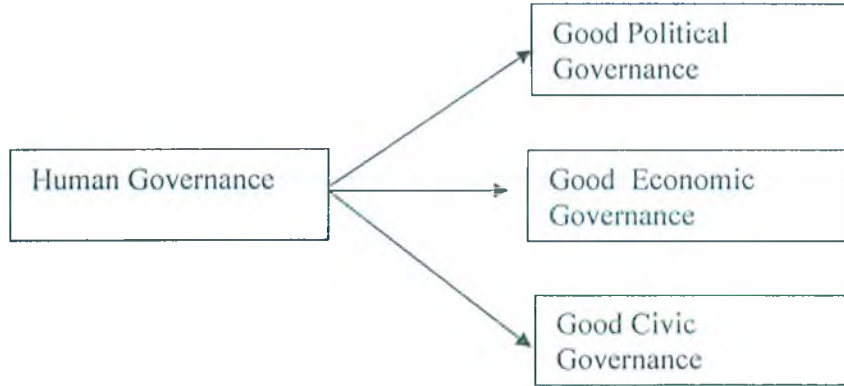 Good Political
Governance
Human Governance
Good Economic
Governance
Good Civic
Governance